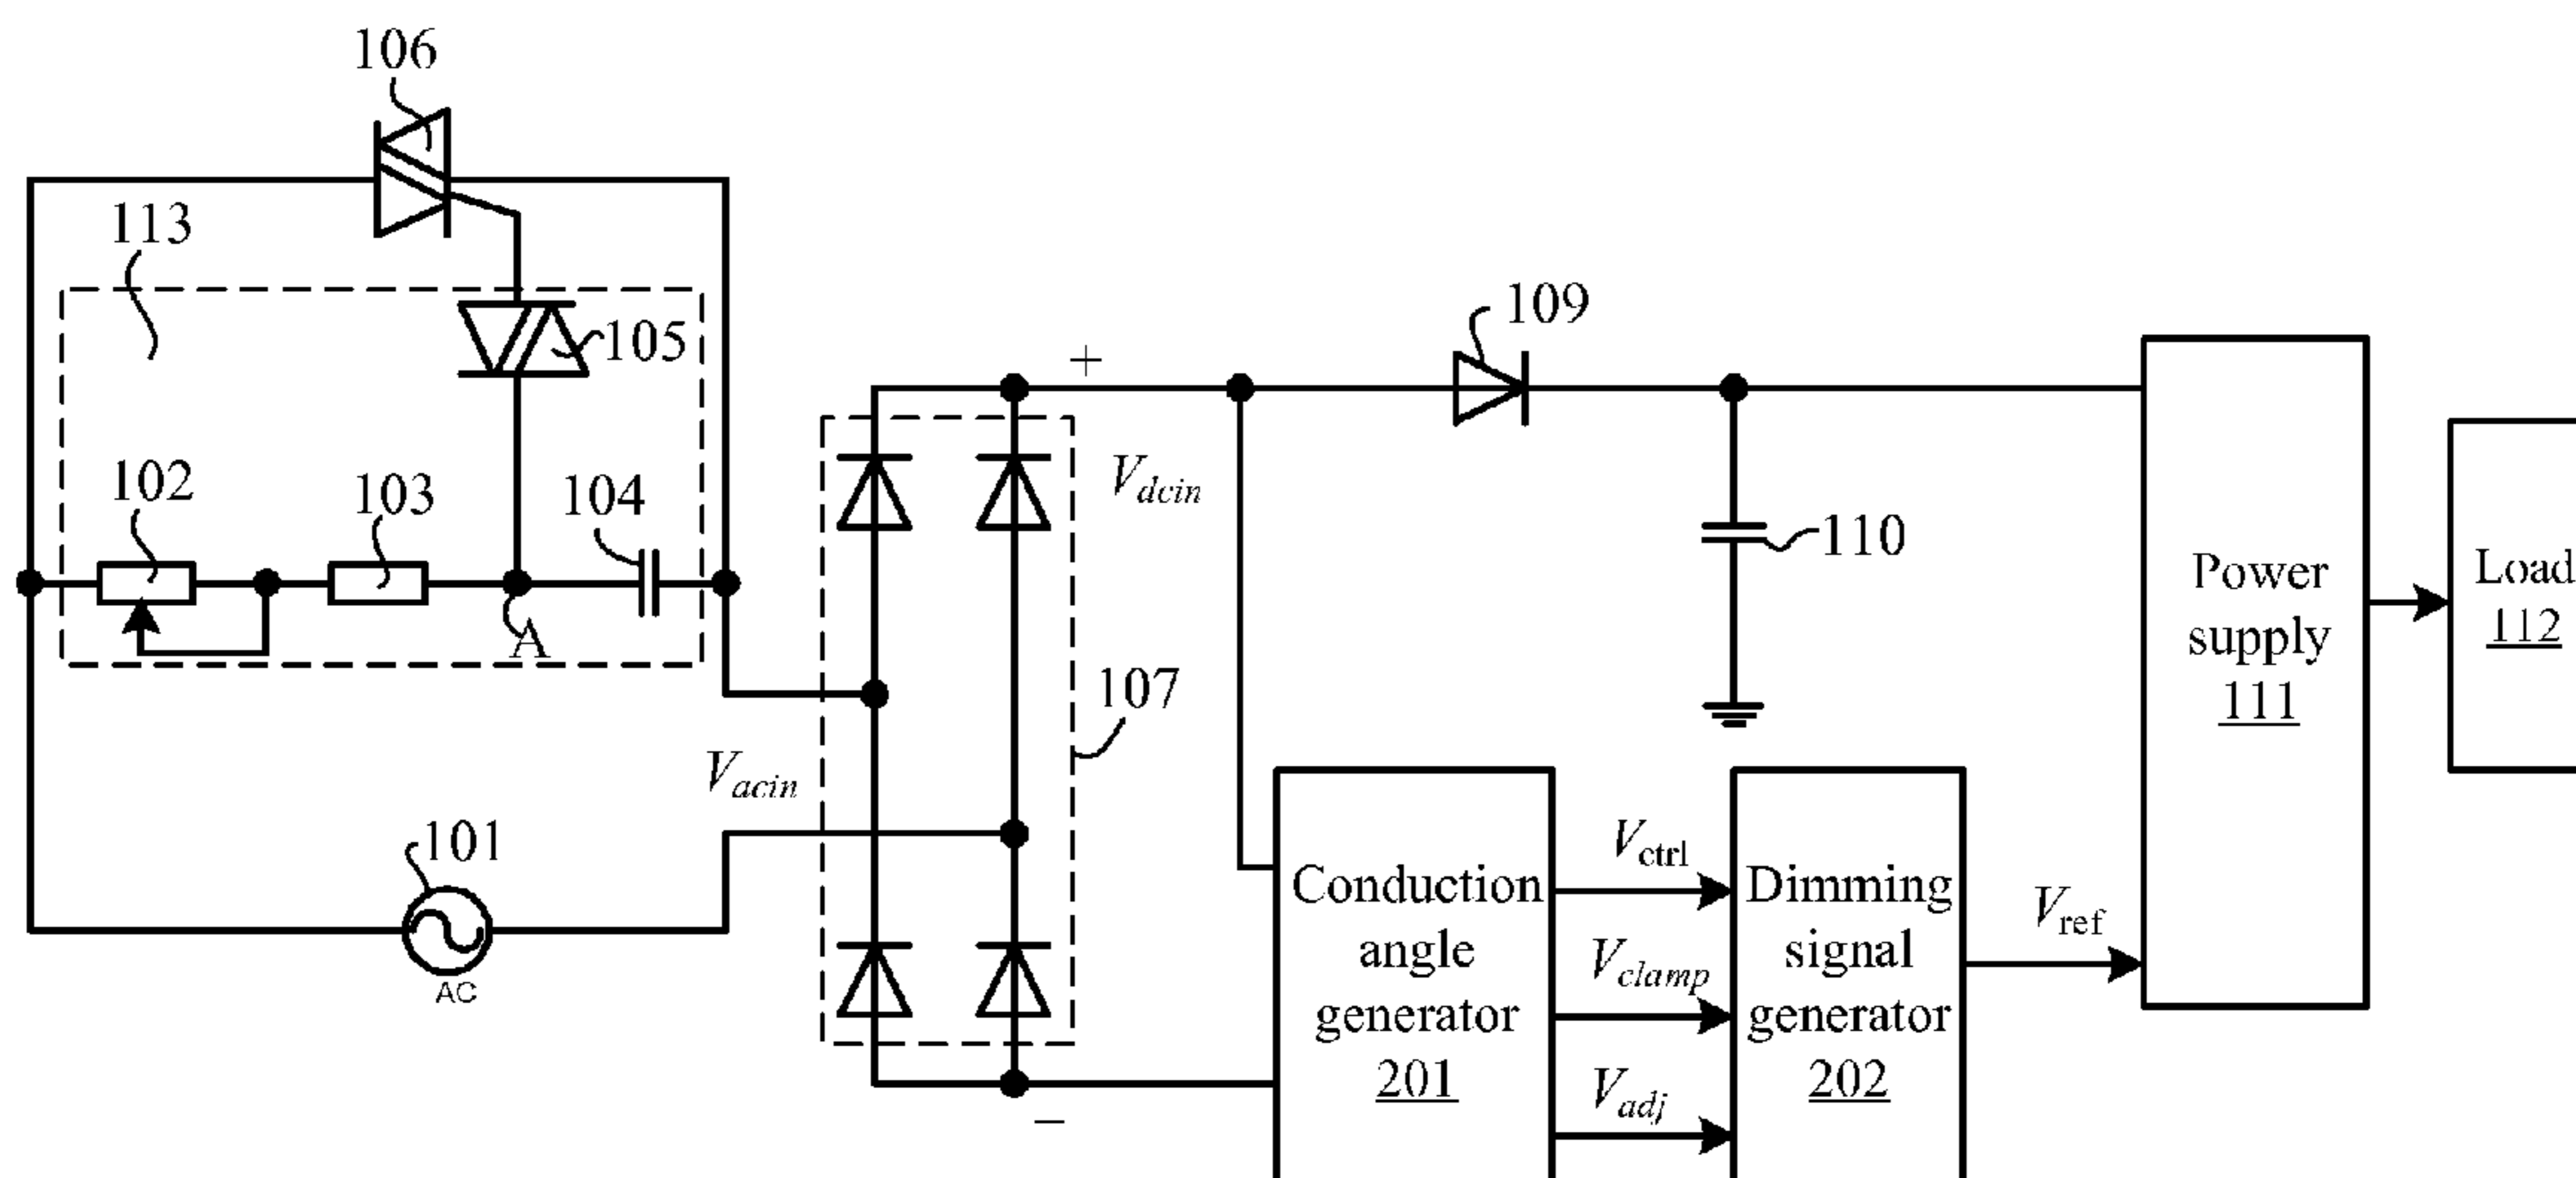 106
113
105
109
+
V_dcin
102
103
104
110
A
107
V_acin
101
AC
Power
supply
111
Load
112
Conduction
angle
generator
201
V_ctrl
V_clamp
V_adj
Dimming
signal
generator
202
V_ref
−